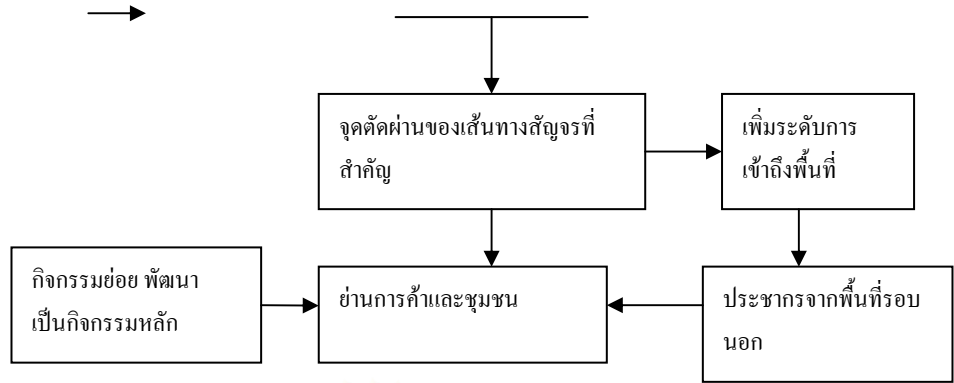 จุดตัดผ่านของเส้นทางสัญจรที่
สำคัญ
เพิ่มระดับการ
เข้าถึงพื้นที่
กิจกรรมย่อย พัฒนา
เป็นกิจกรรมหลัก
ย่านการค้าและชุมชน
ประชากรจากพื้นที่รอบ
นอก